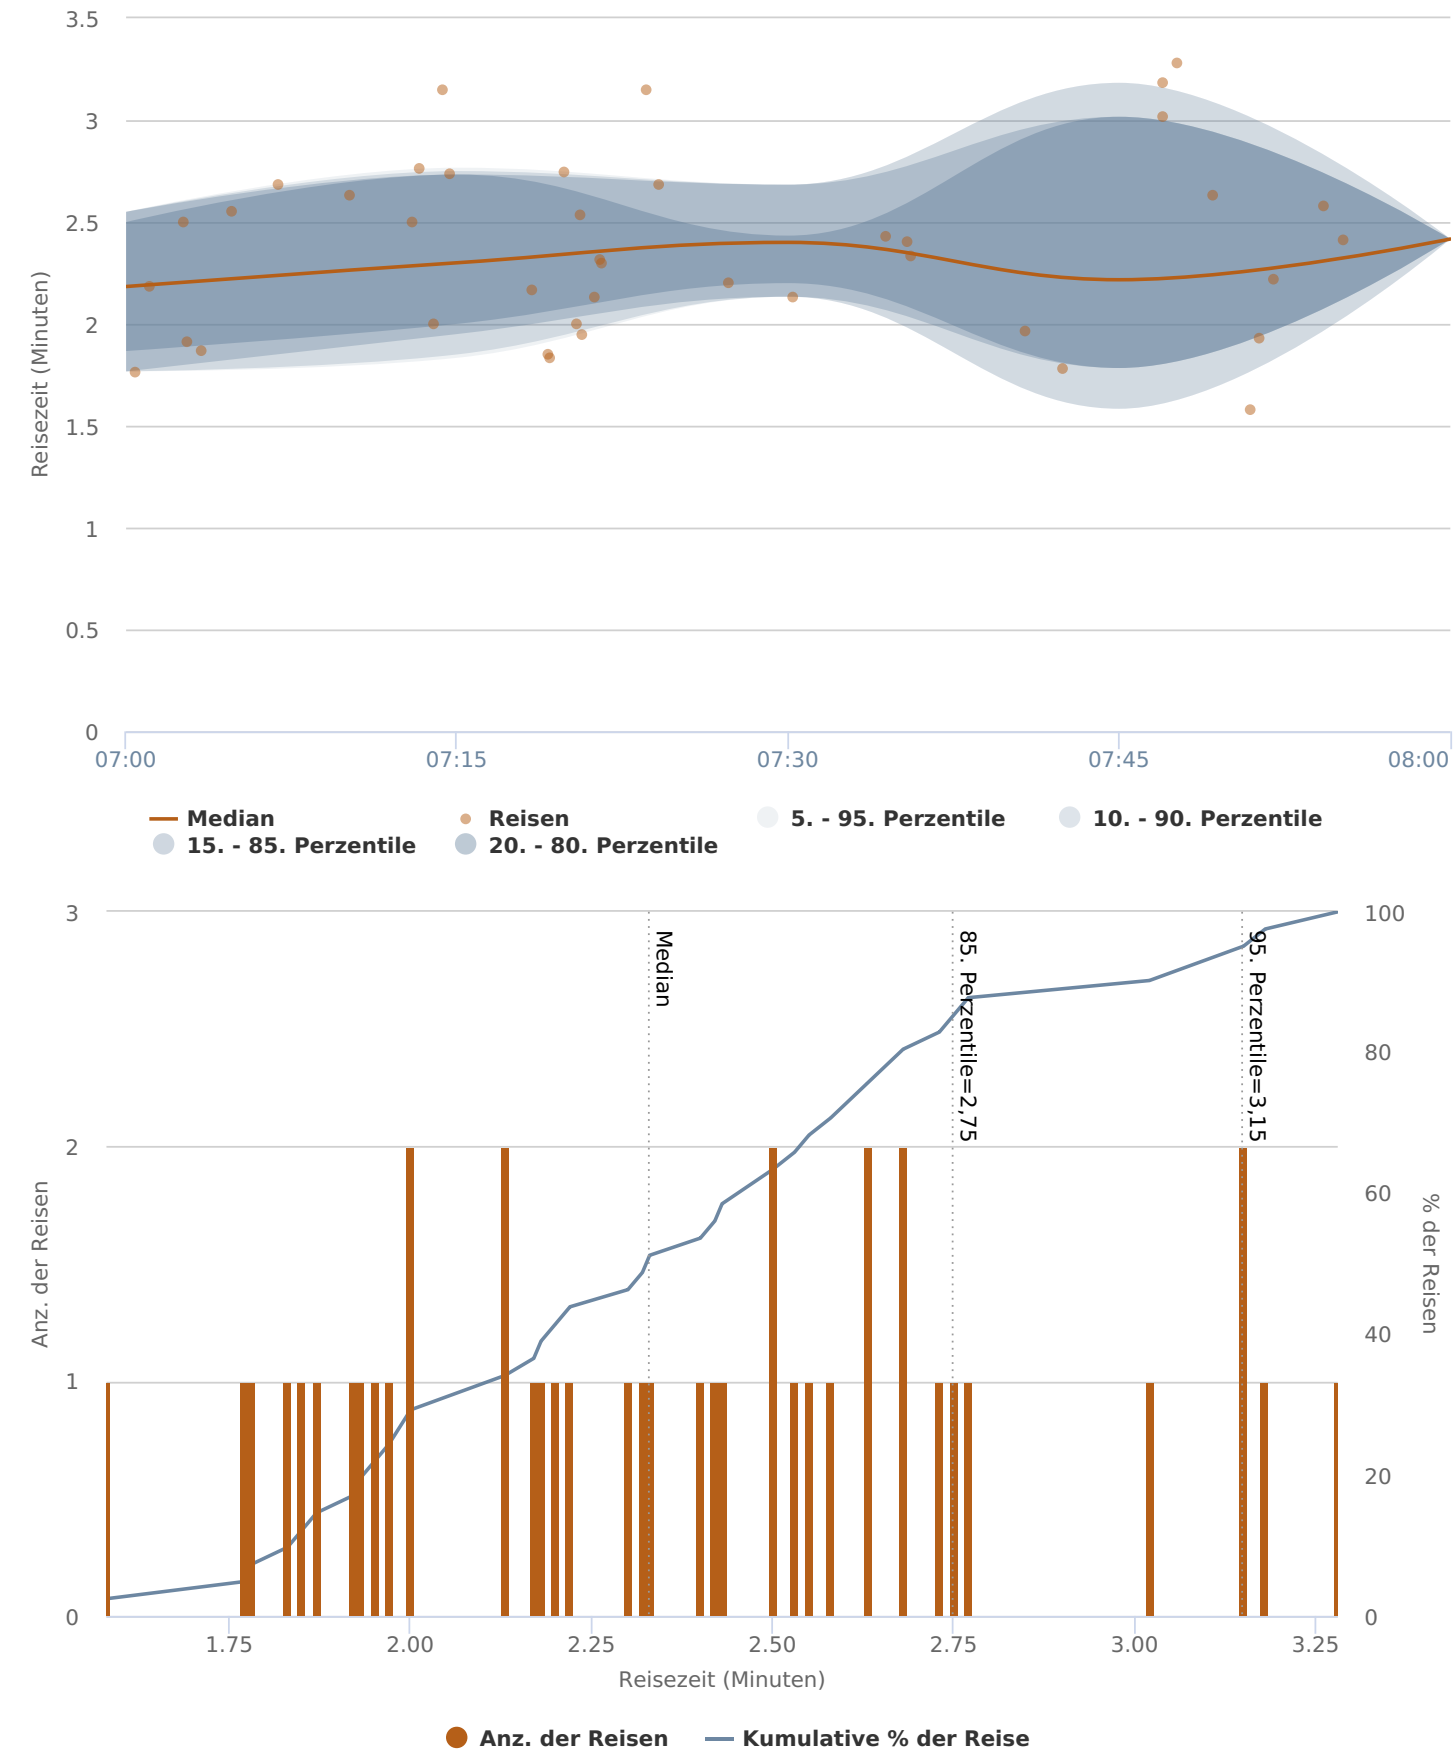 3.5
3
2.5
2
1.5
1
0.5
0
Reisezeit (Minuten)
07:00 07:15 07:30 07:45 08:00
Median Reisen 5. - 95. Perzentile 10. - 90. Perzentile
15. - 85. Perzentile 20. - 80. Perzentile
3
2
1
0
Anz. der Reisen
Median
85. Perzentile=2,75
95. Perzentile=3,15
100
80
60
40
20
0
% der Reisen
1.75 2.00 2.25 2.50 2.75 3.00 3.25
Reisezeit (Minuten)
Anz. der Reisen Kumulative % der Reise